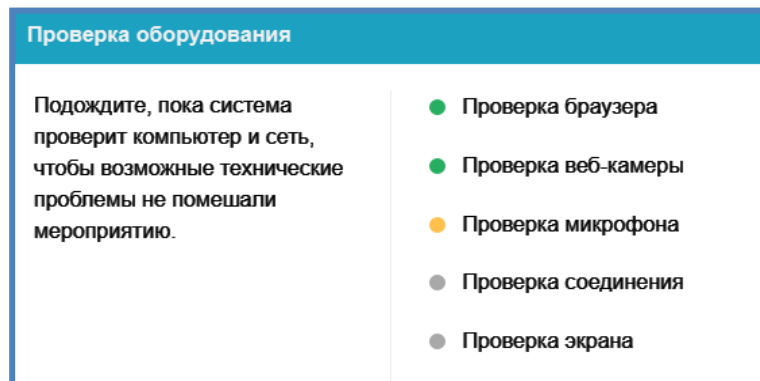 Проверка оборудования
Подождите, пока система
проверит компьютер и сеть,
чтобы возможные технические
проблемы не помешали
мероприятию.
Проверка браузера
Проверка веб-камеры
Проверка микрофона
Проверка соединения
Проверка экрана